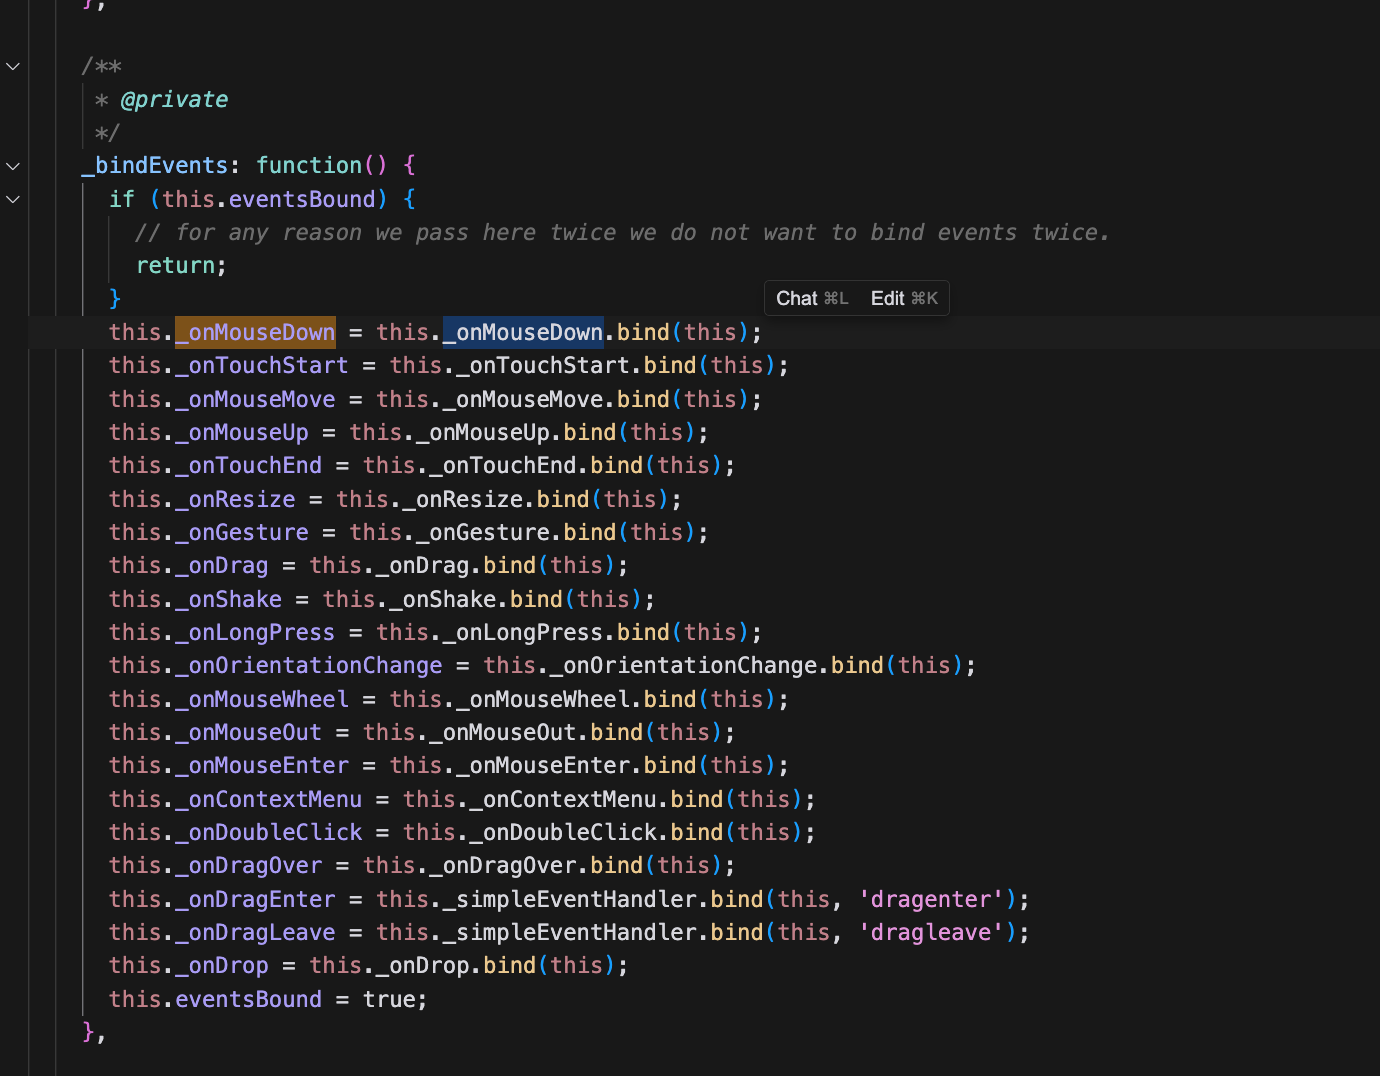 },
/**
* @private
*/
_bindEvents: function() {
if (this.eventsBound) {
// for any reason we pass here twice we do not want to bind events twice.
return;
}
Chat ⌘L Edit ⌘K
this._onMouseDown = this._onMouseDown.bind(this);
this._onTouchStart = this._onTouchStart.bind(this);
this._onMouseMove = this._onMouseMove.bind(this);
this._onMouseUp = this._onMouseUp.bind(this);
this._onTouchEnd = this._onTouchEnd.bind(this);
this._onResize = this._onResize.bind(this);
this._onGesture = this._onGesture.bind(this);
this._onDrag = this._onDrag.bind(this);
this._onShake = this._onShake.bind(this);
this._onLongPress = this._onLongPress.bind(this);
this._onOrientationChange = this._onOrientationChange.bind(this);
this._onMouseWheel = this._onMouseWheel.bind(this);
this._onMouseOut = this._onMouseOut.bind(this);
this._onMouseEnter = this._onMouseEnter.bind(this);
this._onContextMenu = this._onContextMenu.bind(this);
this._onDoubleClick = this._onDoubleClick.bind(this);
this._onDragOver = this._onDragOver.bind(this);
this._onDragEnter = this._simpleEventHandler.bind(this, 'dragenter');
this._onDragLeave = this._simpleEventHandler.bind(this, 'dragleave');
this._onDrop = this._onDrop.bind(this);
this.eventsBound = true;
},